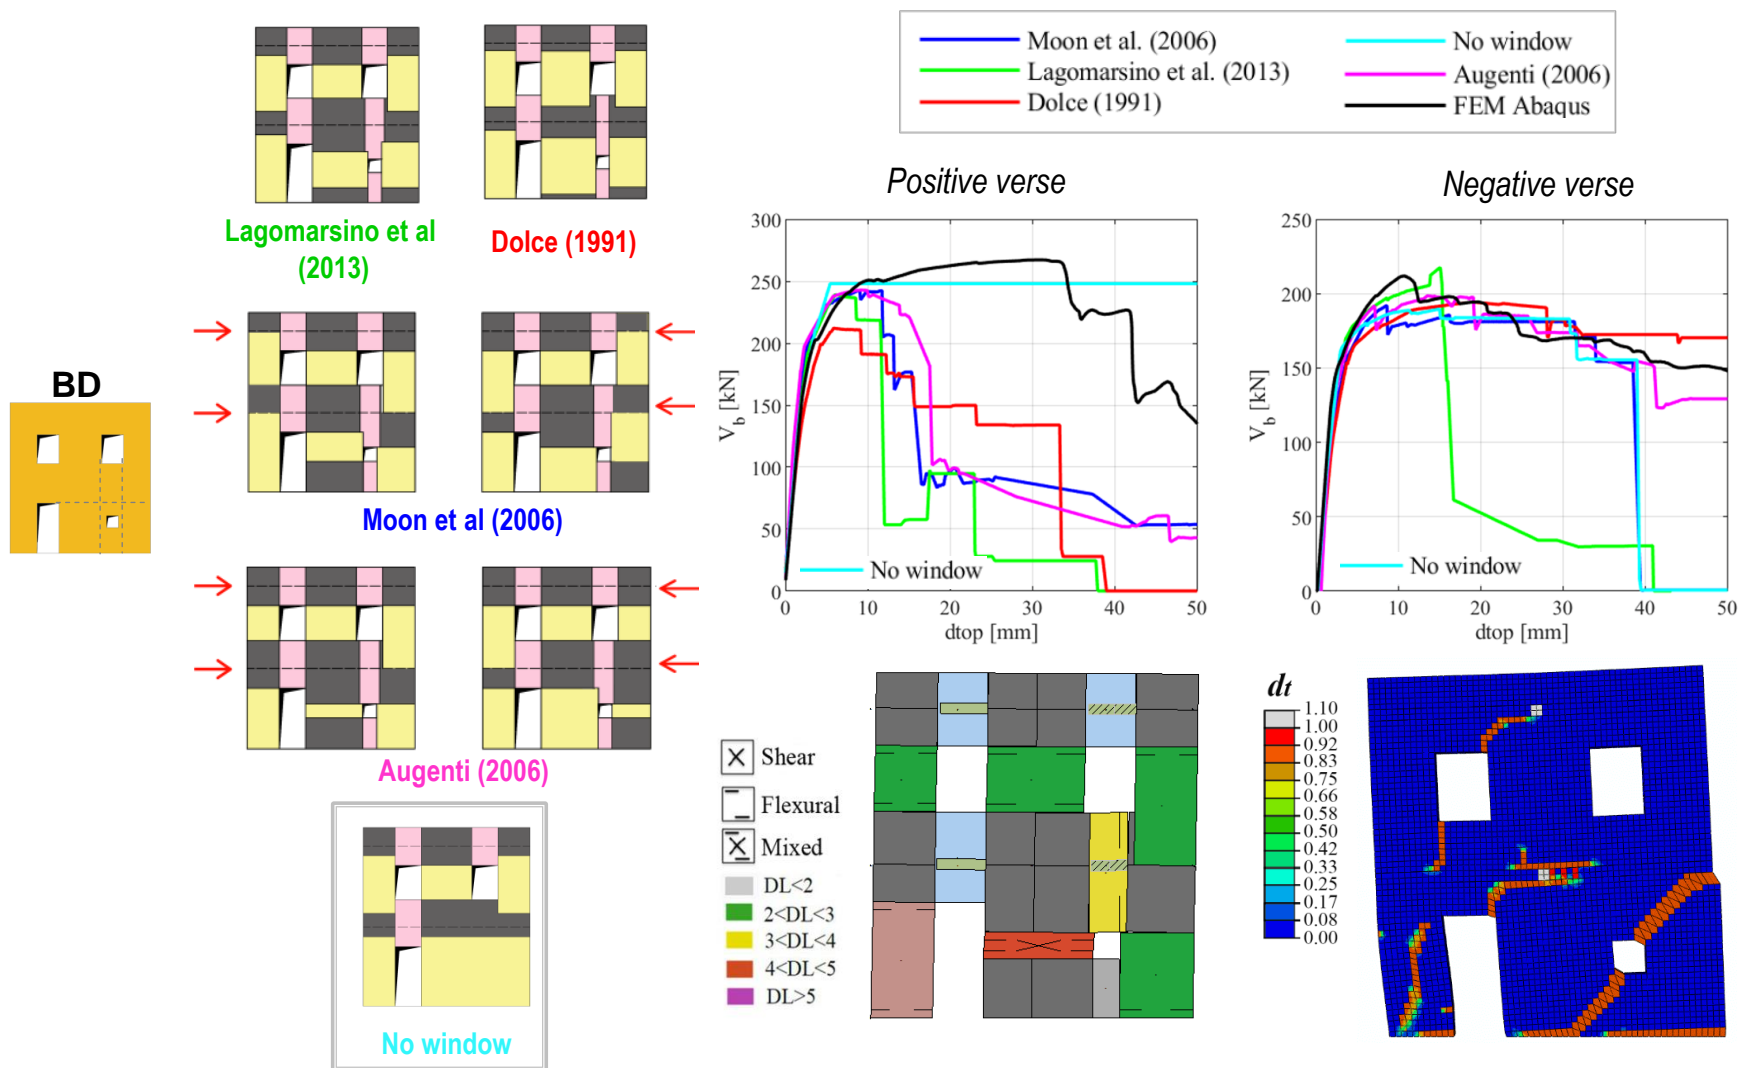 Moon et al. (2006)
Lagomarsino et al. (2013)
Dolce (1991)
No window
Augenti (2006)
FEM Abaqus
Lagomarsino et al
(2013)
Dolce (1991)
BD
Moon et al (2006)
Augenti (2006)
No window
Positive verse
300
250
200
150
100
50
0
V_b [kN]
No window
0 10 20 30 40 50
dtop [mm]
Negative verse
250
200
150
100
50
0
V_b [kN]
No window
0 10 20 30 40 50
dtop [mm]
Shear
Flexural
Mixed
DL<2
2<DL<3
3<DL<4
4<DL<5
DL>5
dt
1.10
1.00
0.92
0.83
0.75
0.66
0.58
0.50
0.42
0.33
0.25
0.17
0.08
0.00